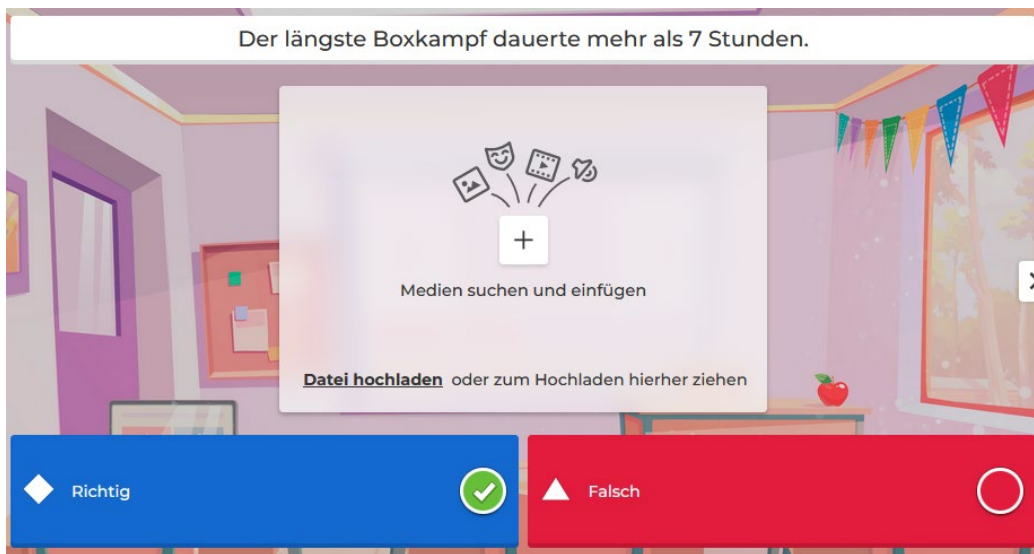 Der längste Boxkampf dauerte mehr als 7 Stunden.
Medien suchen und einfügen
Datei hochladen oder zum Hochladen hierher ziehen
Richtig
Falsch